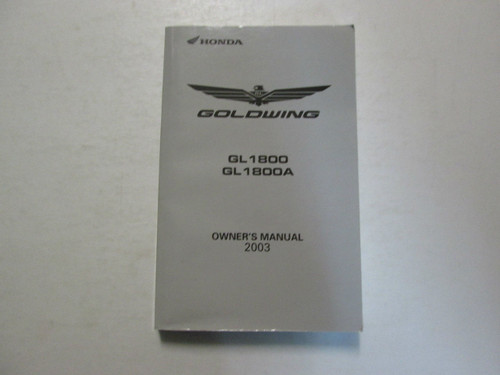 HONDA
GOLDWING
GL1800
GL1800A
OWNER'S MANUAL
2003